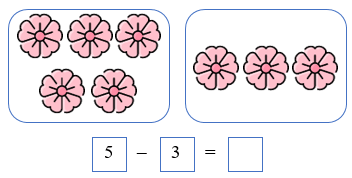 5 – 3 =